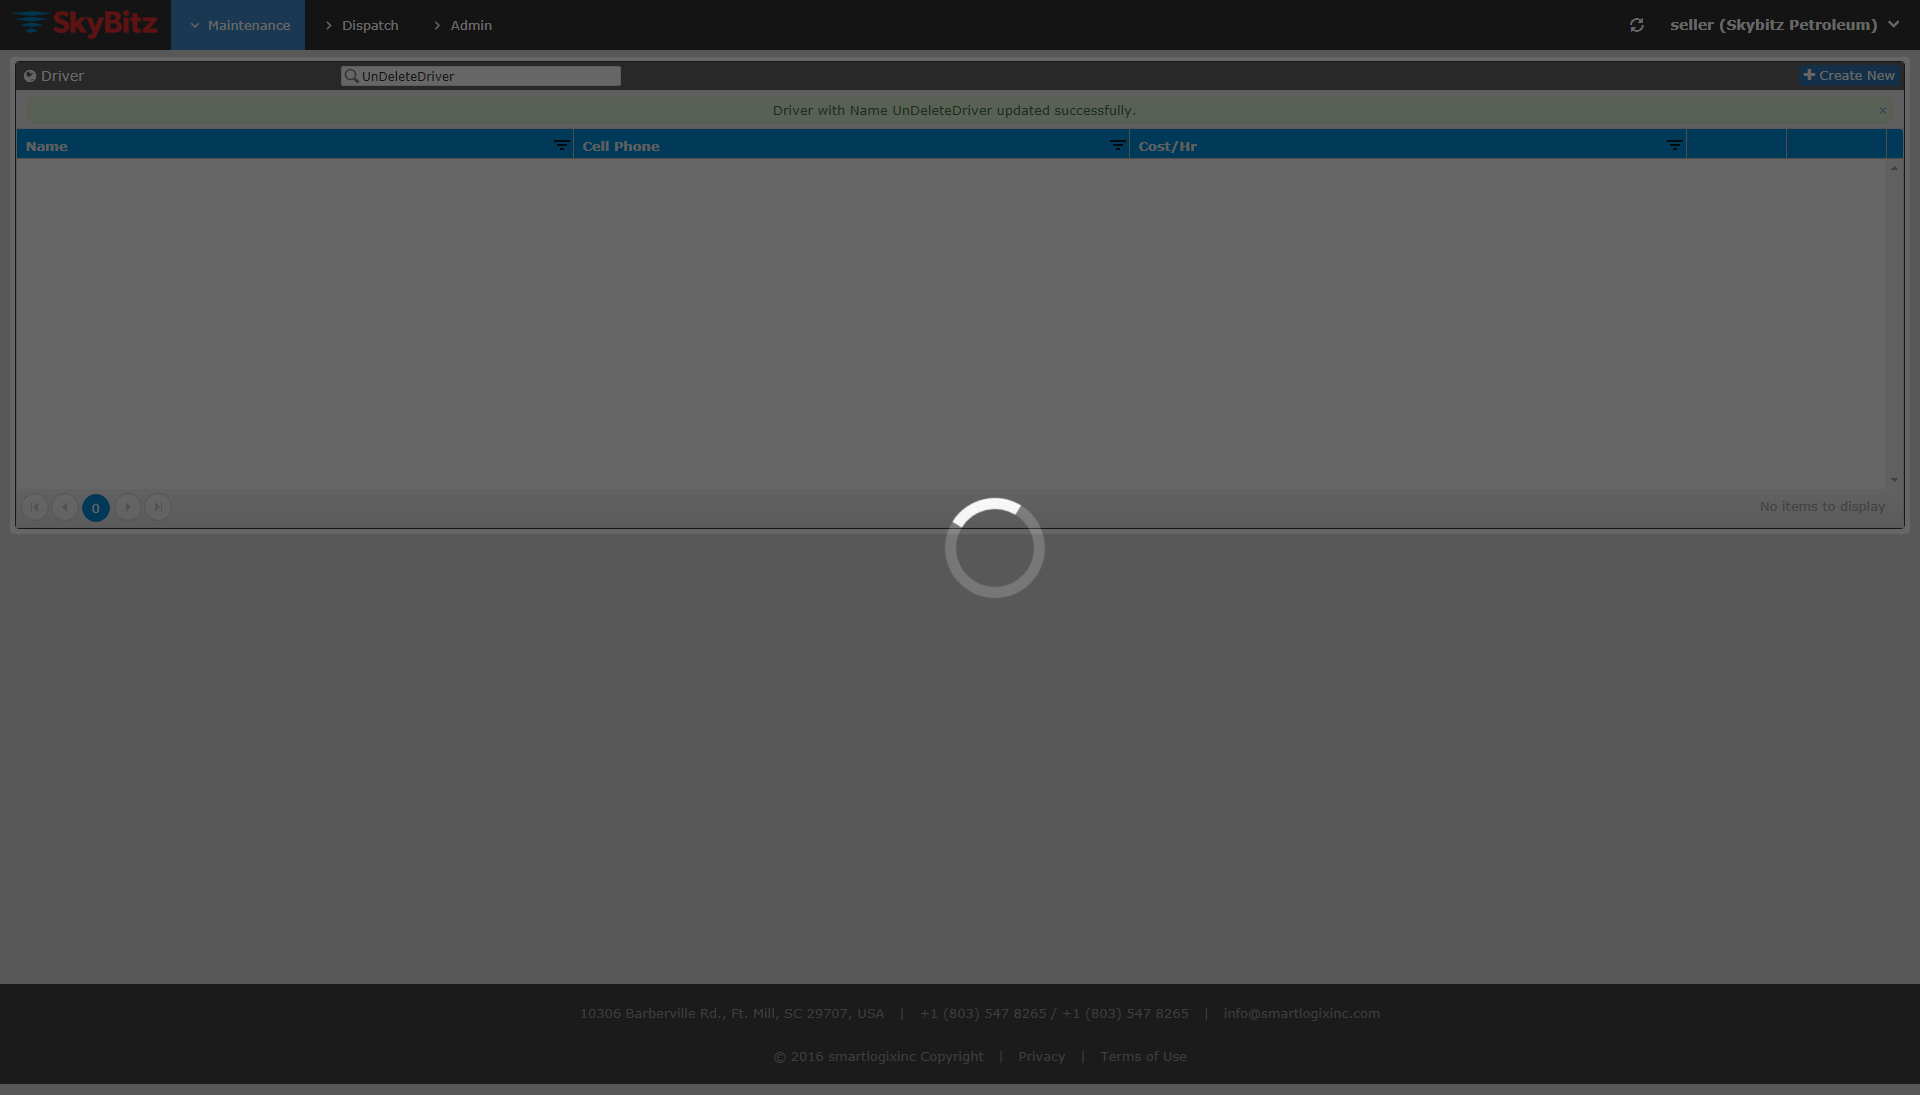 SkyBitz Maintenance Dispatch Admin seller (Skybitz Petroleum)
Driver UnDeleteDriver Create New
Driver with Name UnDeleteDriver updated successfully. ×
Name Cell Phone Cost/Hr
0 No items to display
10306 Barberville Rd., Ft. Mill, SC 29707, USA | +1 (803) 547 8265 / +1 (803) 547 8265 | info@smartlogixinc.com
© 2016 smartlogixinc Copyright | Privacy | Terms of Use